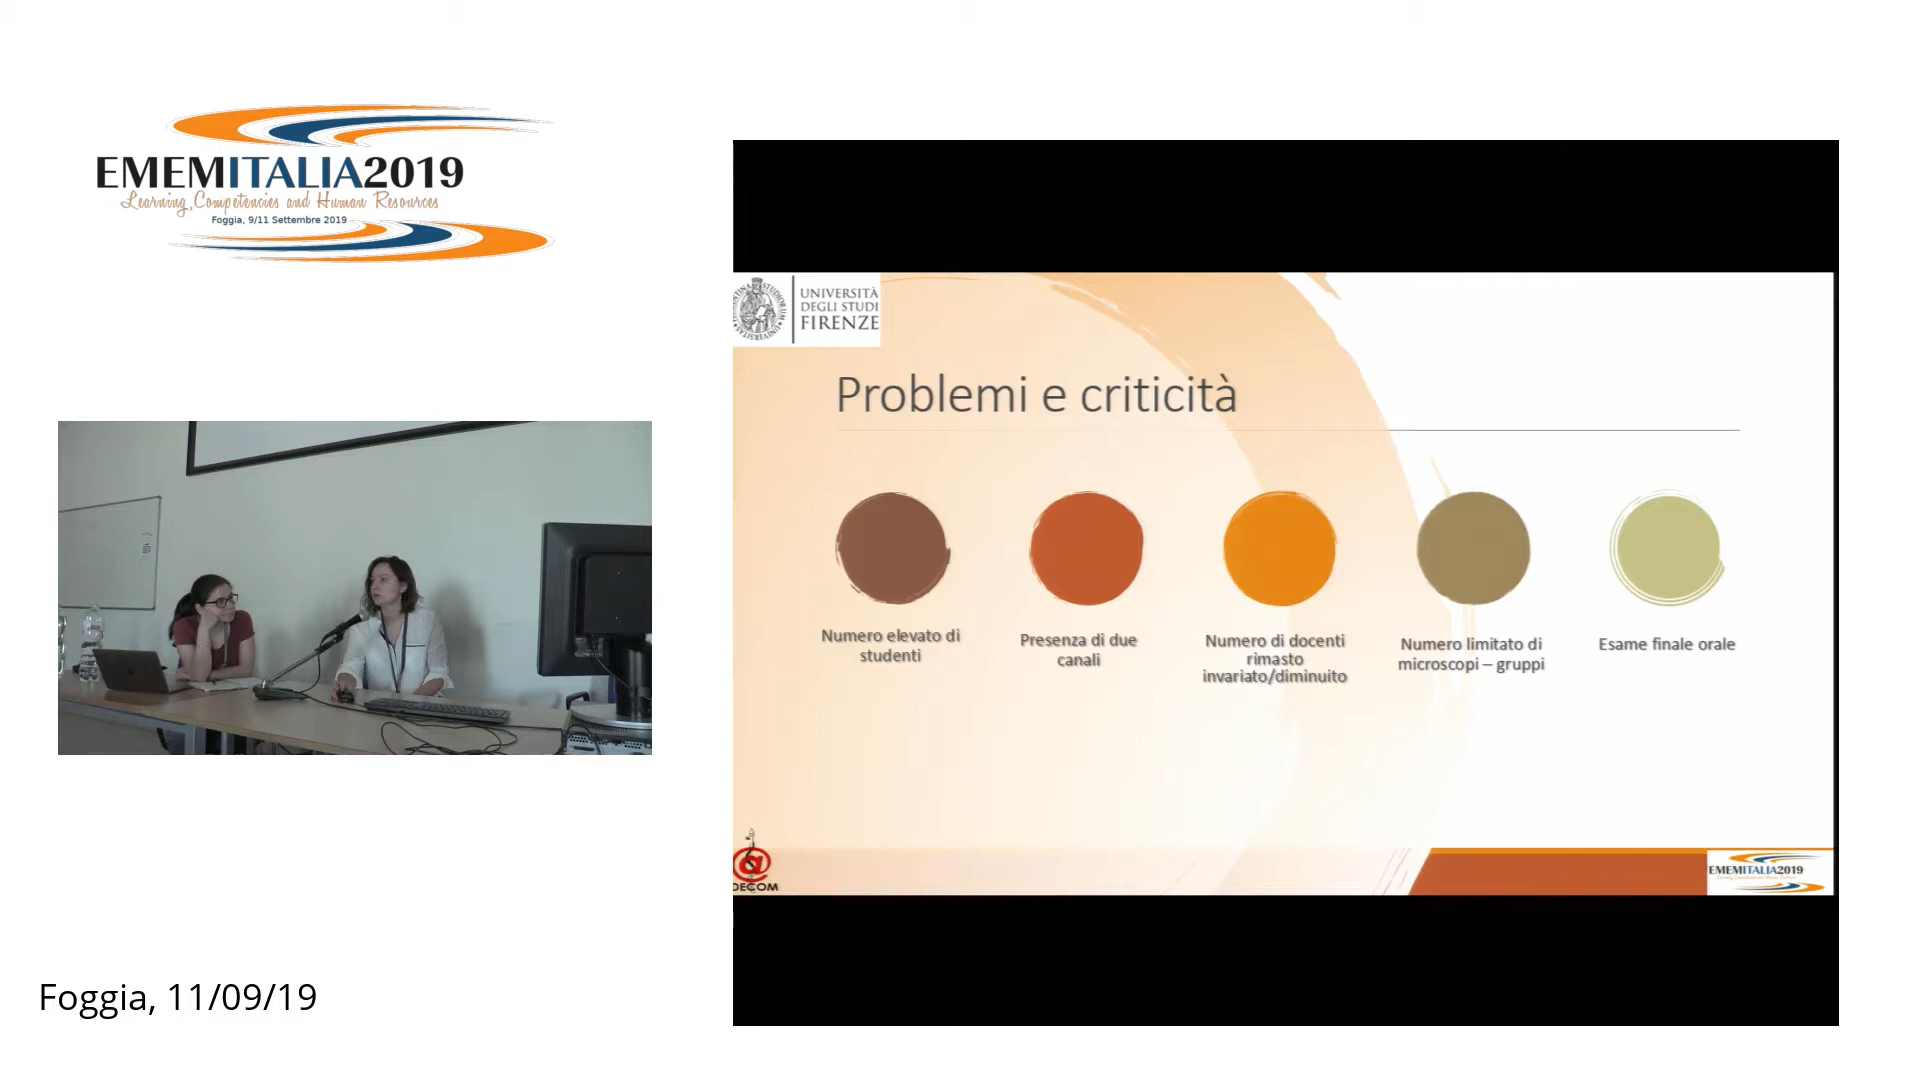 EMEMITALIA2019
Learning, Competencies and Human Resources
Foggia, 9/11 Settembre 2019
UNIVERSITÀ
DEGLI STUDI
FIRENZE
Problemi e criticità
Numero elevato di
studenti
Presenza di due
canali
Numero di docenti
rimasto
invariato/diminuito
Numero limitato di
microscopi – gruppi
Esame finale orale
@
DECOM
EMEMITALIA2019
Foggia, 11/09/19